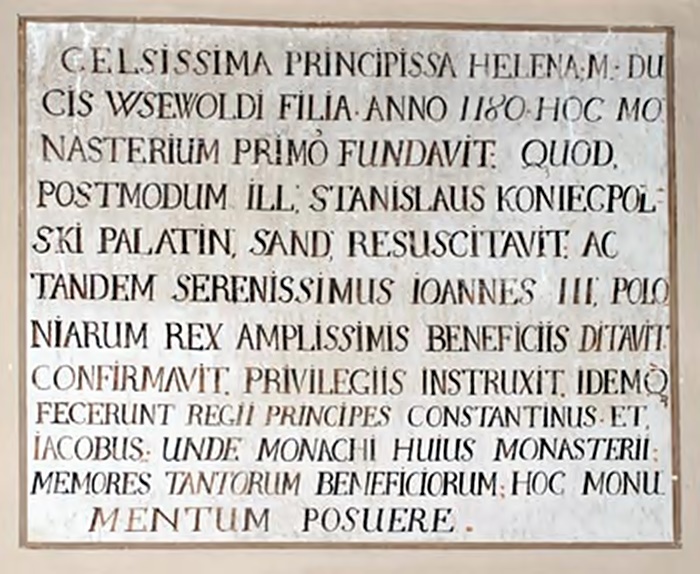 CELSISSIMA PRINCIPISSA HELENA·M: DU
CIS WSEWOLDI FILIA·ANNO 1180·HOC MO
NASTERIUM PRIMÒ FUNDAVIT: QUOD,
POSTMODUM ILL: STANISLAUS KONIECPOL-
SKI PALATIN: SAND: RESUSCITAVIT: AC
TANDEM SERENISSIMUS IOANNES III. POLO
NIARUM REX AMPLISSIMIS BENEFICIIS DITAVIT
CONFIRMAVIT, PRIVILEGIIS INSTRUXIT, IDEMQ
FECERUNT REGII PRINCIPES CONSTANTINUS·ET,
IACOBUS: UNDE MONACHI HUIUS MONASTERII:
MEMORES TANTORUM BENEFICIORUM; HOC MONU
MENTUM POSUERE.